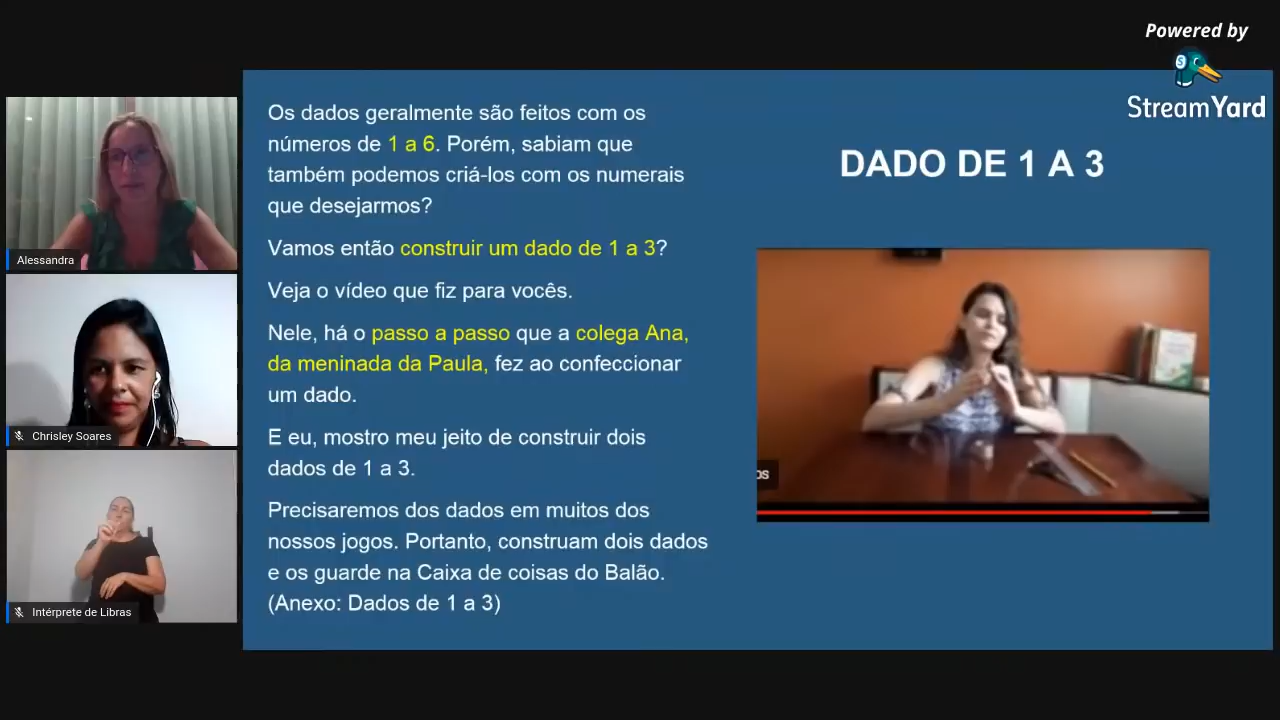 Powered by
StreamYard
Os dados geralmente são feitos com os
números de 1 a 6. Porém, sabiam que
também podemos criá-los com os numerais
que desejarmos?
Vamos então construir um dado de 1 a 3?
Veja o vídeo que fiz para vocês.
Nele, há o passo a passo que a colega Ana,
da meninada da Paula, fez ao confeccionar
um dado.
E eu, mostro meu jeito de construir dois
dados de 1 a 3.
Precisaremos dos dados em muitos dos
nossos jogos. Portanto, construam dois dados
e os guarde na Caixa de coisas do Balão.
(Anexo: Dados de 1 a 3)
DADO DE 1 A 3
os
Alessandra
Chrisley Soares
Intérprete de Libras